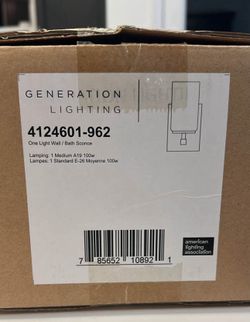 GENERATION
LIGHTING
4124601-962
One Light Wall / Bath Sconce
Lamping: 1 Medium A19 100w
Lampes: 1 Standard E-26 Moyenne 100w
7 85652 10892 1
american
lighting
association